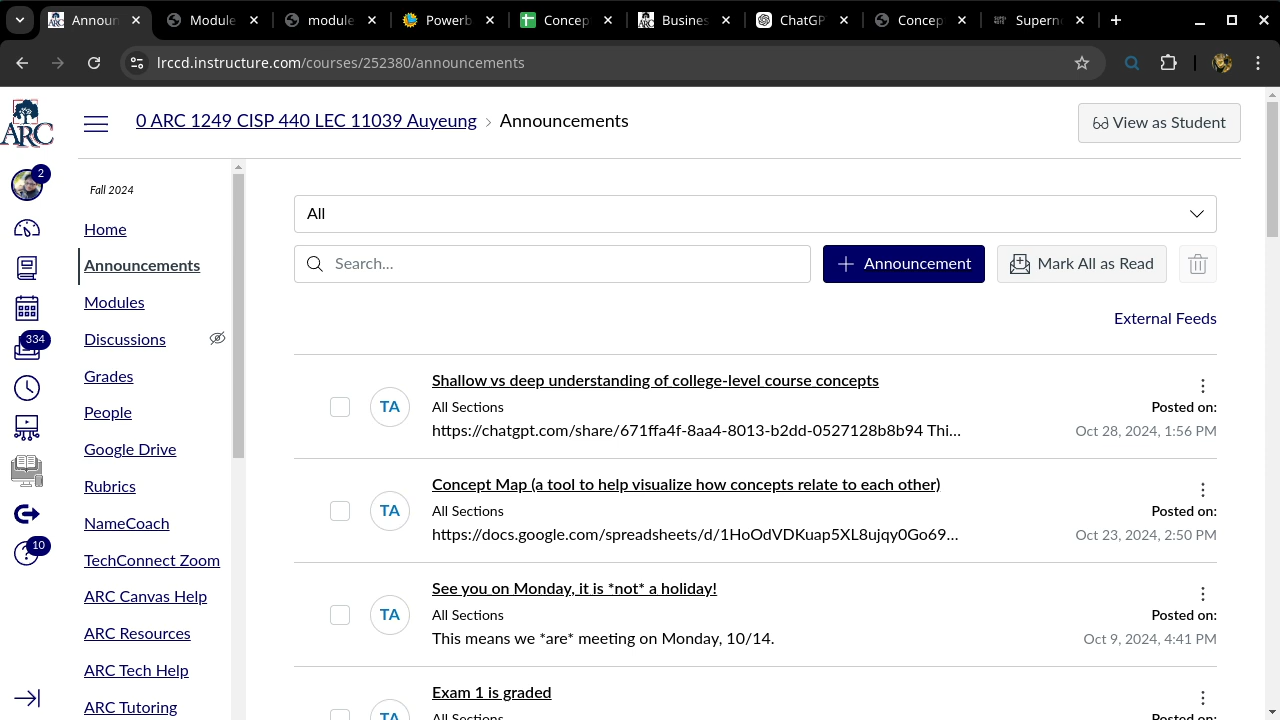 Announ
Module
module
Powerb
Concep
Busines
ChatGP
Concep
Supern
lrccd.instructure.com/courses/252380/announcements
ARC
0 ARC 1249 CISP 440 LEC 11039 Auyeung
Announcements
View as Student
2
334
10
Fall 2024
Home
Announcements
Modules
Discussions
Grades
People
Google Drive
Rubrics
NameCoach
TechConnect Zoom
ARC Canvas Help
ARC Resources
ARC Tech Help
ARC Tutoring
All
Search...
Announcement
Mark All as Read
External Feeds
Shallow vs deep understanding of college-level course concepts
TA
All Sections
Posted on:
https://chatgpt.com/share/671ffa4f-8aa4-8013-b2dd-0527128b8b94 Thi...
Oct 28, 2024, 1:56 PM
Concept Map (a tool to help visualize how concepts relate to each other)
TA
All Sections
Posted on:
https://docs.google.com/spreadsheets/d/1HoOdVDKuap5XL8ujqy0Go69...
Oct 23, 2024, 2:50 PM
See you on Monday, it is *not* a holiday!
TA
All Sections
Posted on:
This means we *are* meeting on Monday, 10/14.
Oct 9, 2024, 4:41 PM
Exam 1 is graded
TA
All Sections
Posted on: